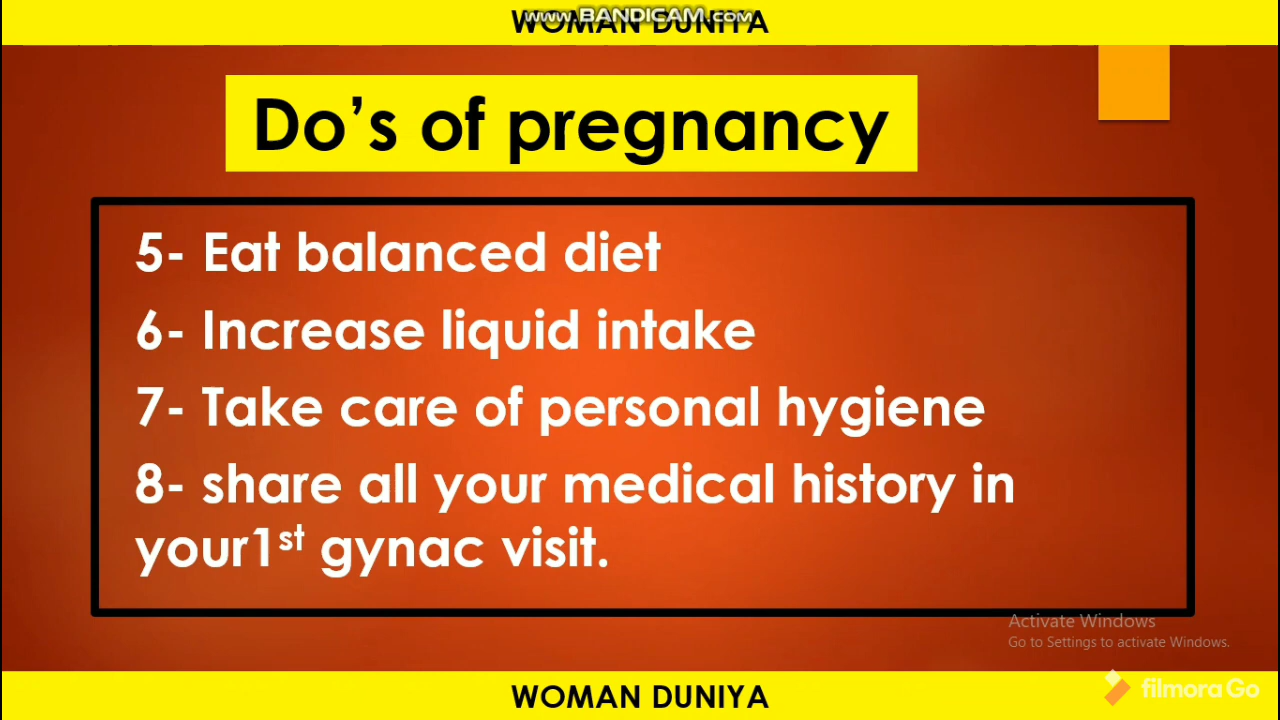 www.BANDICAM.com
WOMAN DUNIYA
Do’s of pregnancy
5- Eat balanced diet
6- Increase liquid intake
7- Take care of personal hygiene
8- share all your medical history in
your1st gynac visit.
Activate Windows
Go to Settings to activate Windows.
WOMAN DUNIYA
filmoraGo